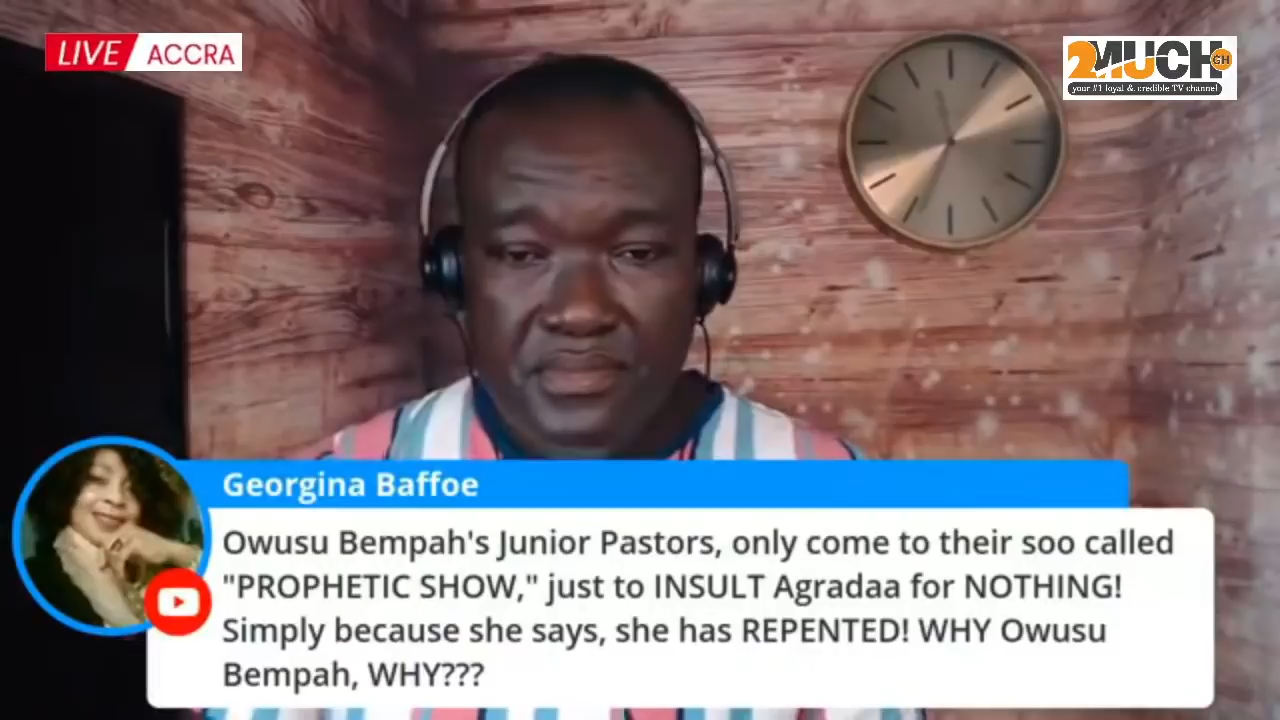 LIVE ACCRA
2MUCH GH
your #1 loyal & credible TV channel
Georgina Baffoe
Owusu Bempah's Junior Pastors, only come to their soo called
"PROPHETIC SHOW," just to INSULT Agradaa for NOTHING!
Simply because she says, she has REPENTED! WHY Owusu
Bempah, WHY???